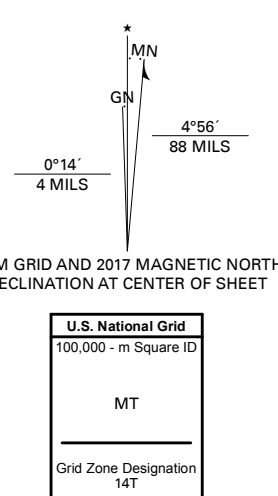 ★
MN
GN
4°56´
88 MILS
0°14´
4 MILS
M GRID AND 2017 MAGNETIC NORTH
ECLINATION AT CENTER OF SHEET
U.S. National Grid
100,000 - m Square ID
MT
Grid Zone Designation
14T